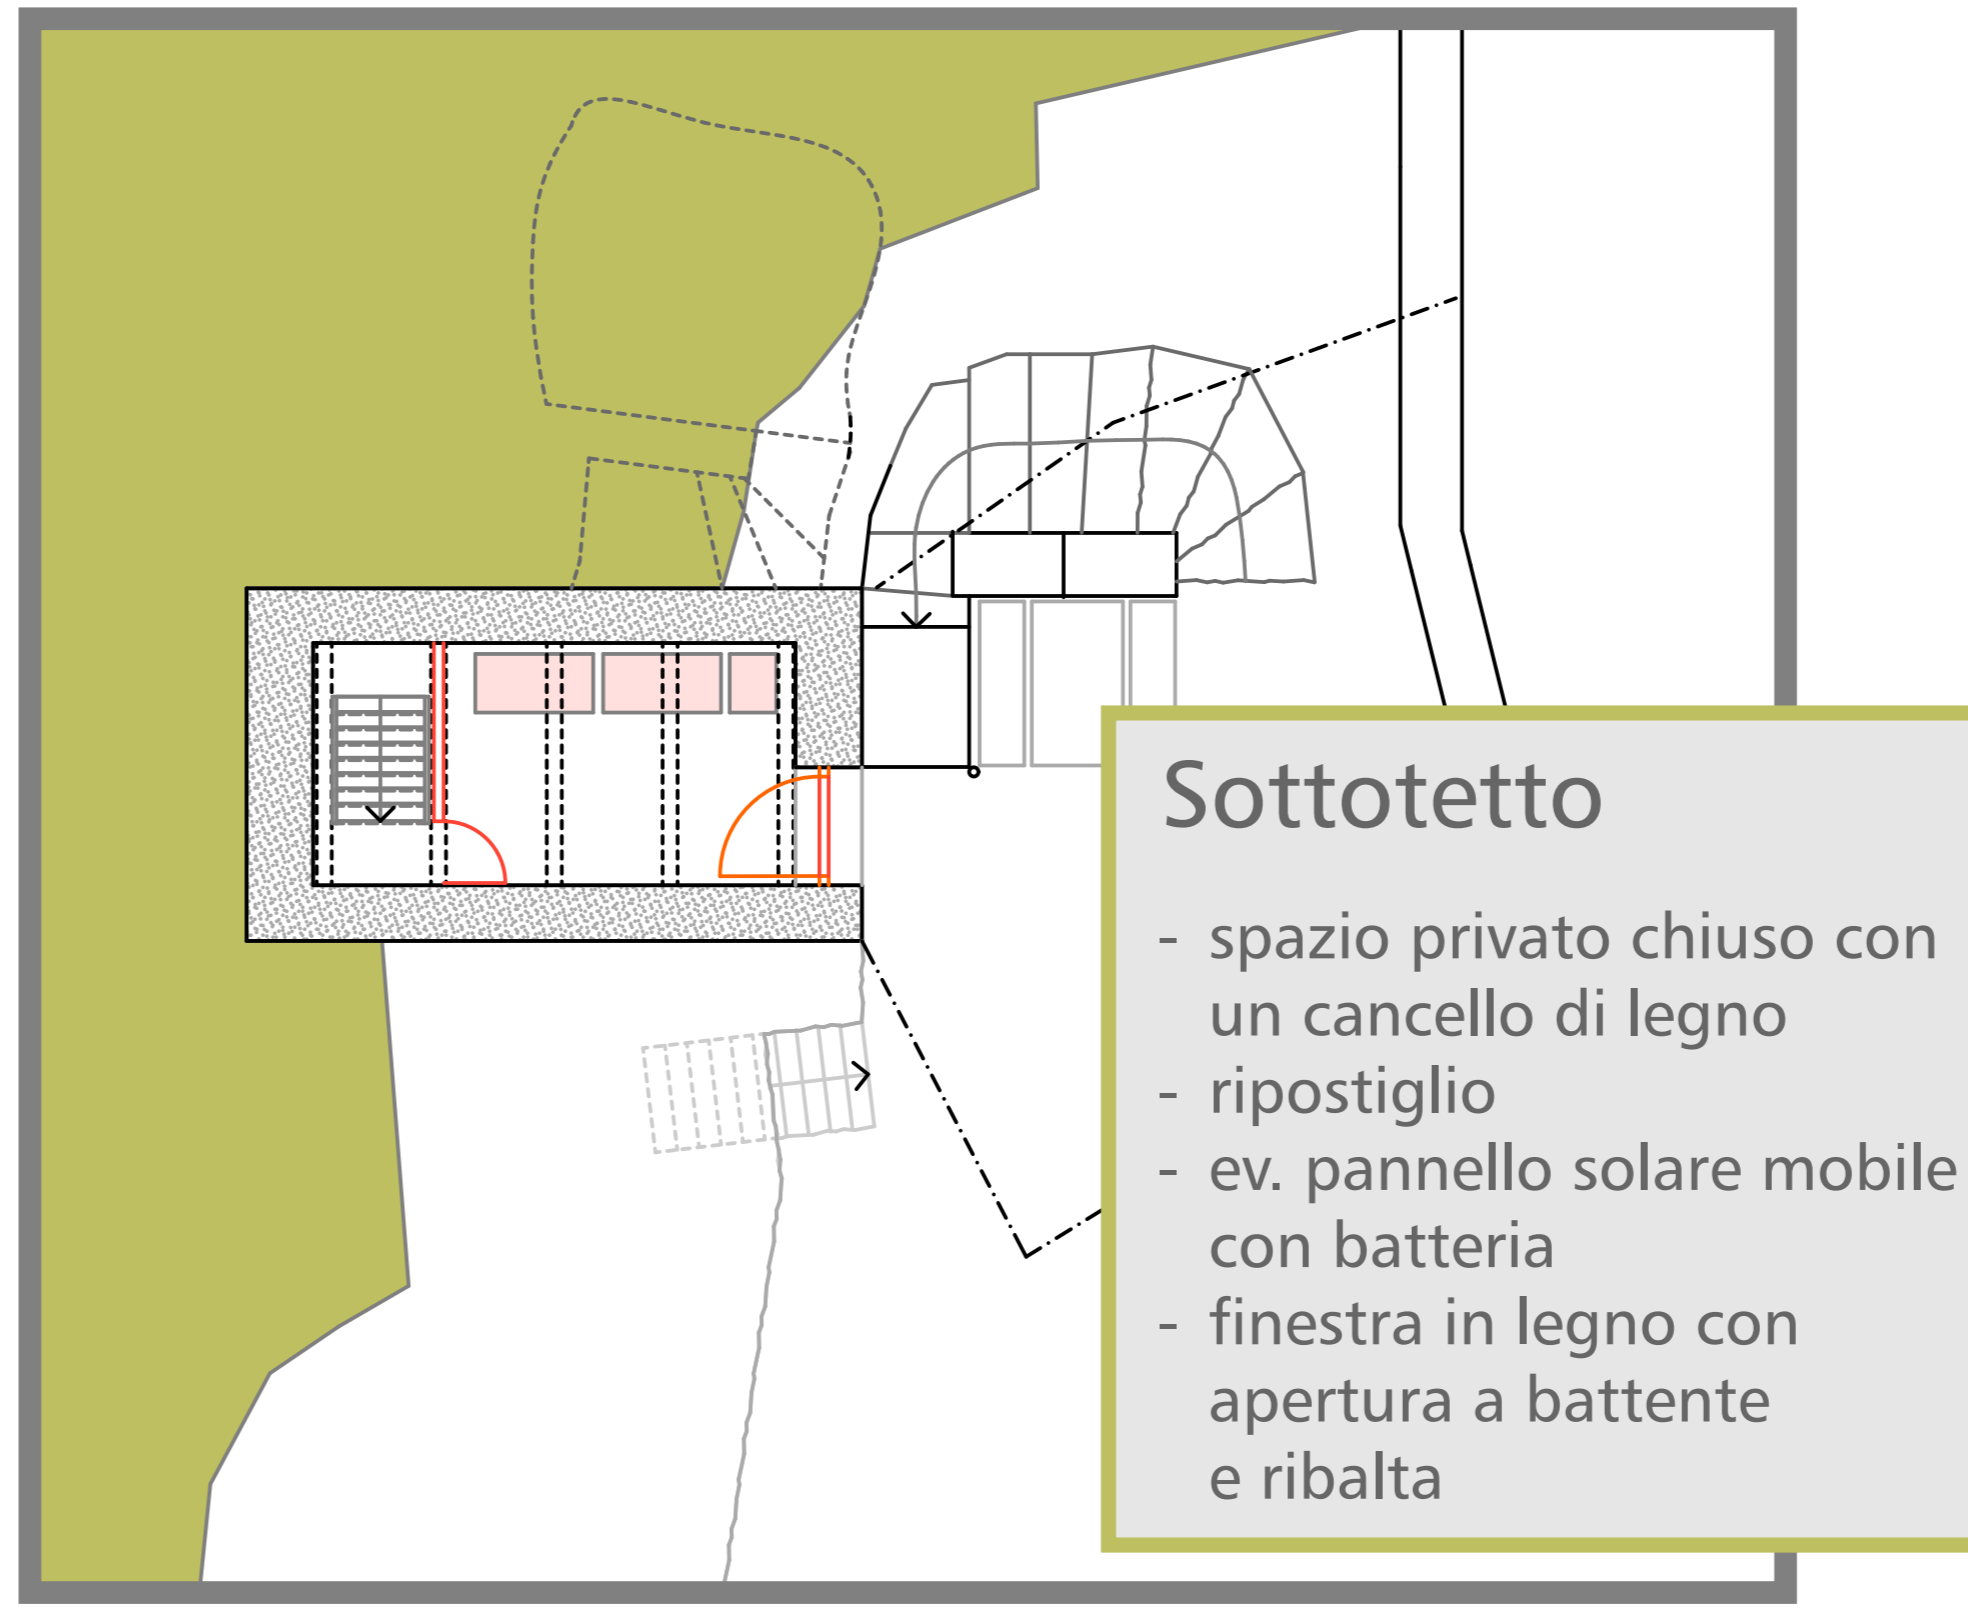 Sottotetto
- spazio privato chiuso con
un cancello di legno
- ripostiglio
- ev. pannello solare mobile
con batteria
- finestra in legno con
apertura a battente
e ribalta